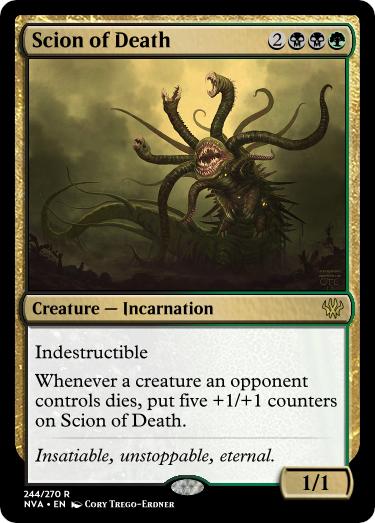 Scion of Death 2
Creature — Incarnation
Indestructible
Whenever a creature an opponent
controls dies, put five +1/+1 counters
on Scion of Death.
Insatiable, unstoppable, eternal.
1/1
244/270 R
NVA • EN Cory Trego-Erdner